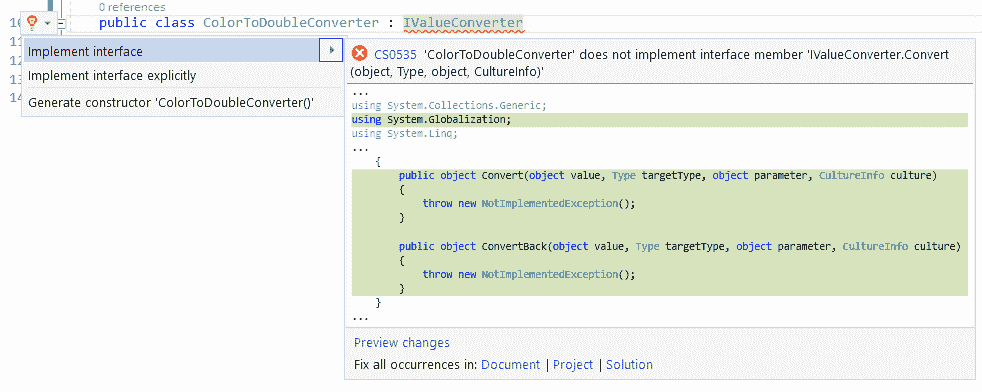 0 references
10 public class ColorToDoubleConverter : IValueConverter
11
12
13
14
Implement interface
Implement interface explicitly
Generate constructor 'ColorToDoubleConverter()'
CS0535 'ColorToDoubleConverter' does not implement interface member 'IValueConverter.Convert
(object, Type, object, CultureInfo)'
...
using System.Collections.Generic;
using System.Globalization;
using System.Linq;
...
{
public object Convert(object value, Type targetType, object parameter, CultureInfo culture)
{
throw new NotImplementedException();
}
public object ConvertBack(object value, Type targetType, object parameter, CultureInfo culture)
{
throw new NotImplementedException();
}
}
...
Preview changes
Fix all occurrences in: Document | Project | Solution